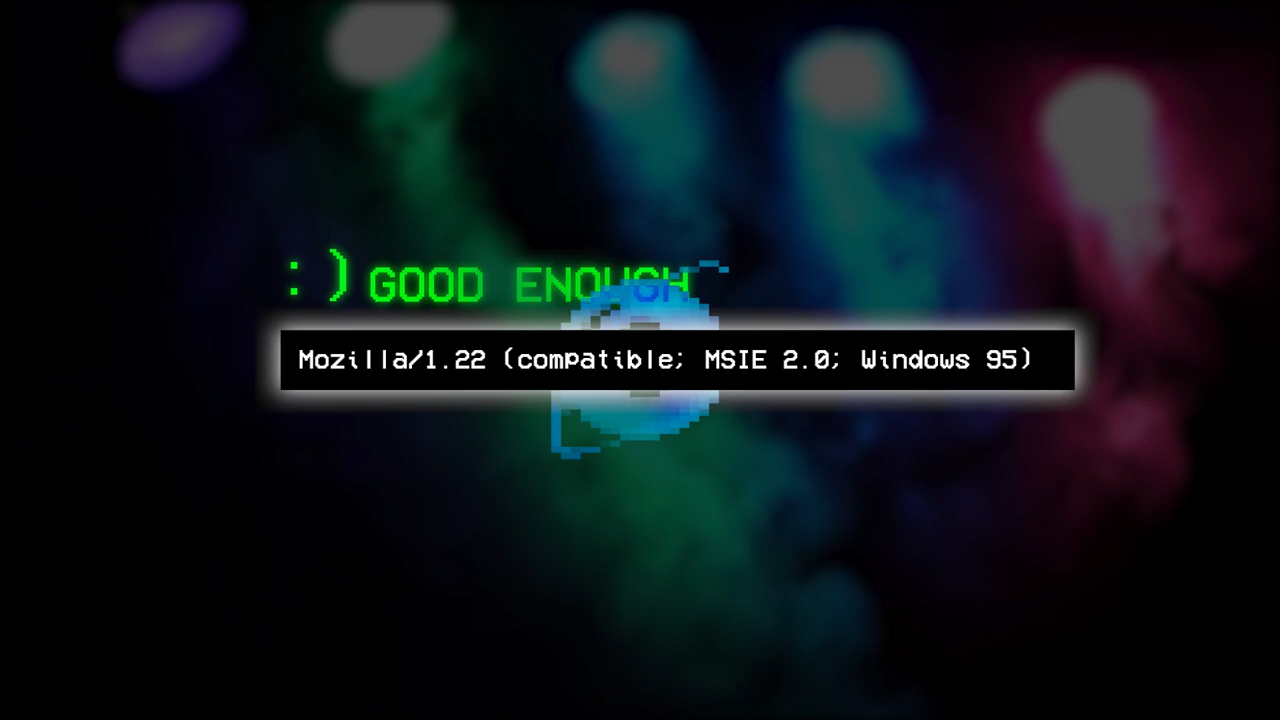 :) GOOD ENOUGH
Mozilla/1.22 (compatible; MSIE 2.0; Windows 95)